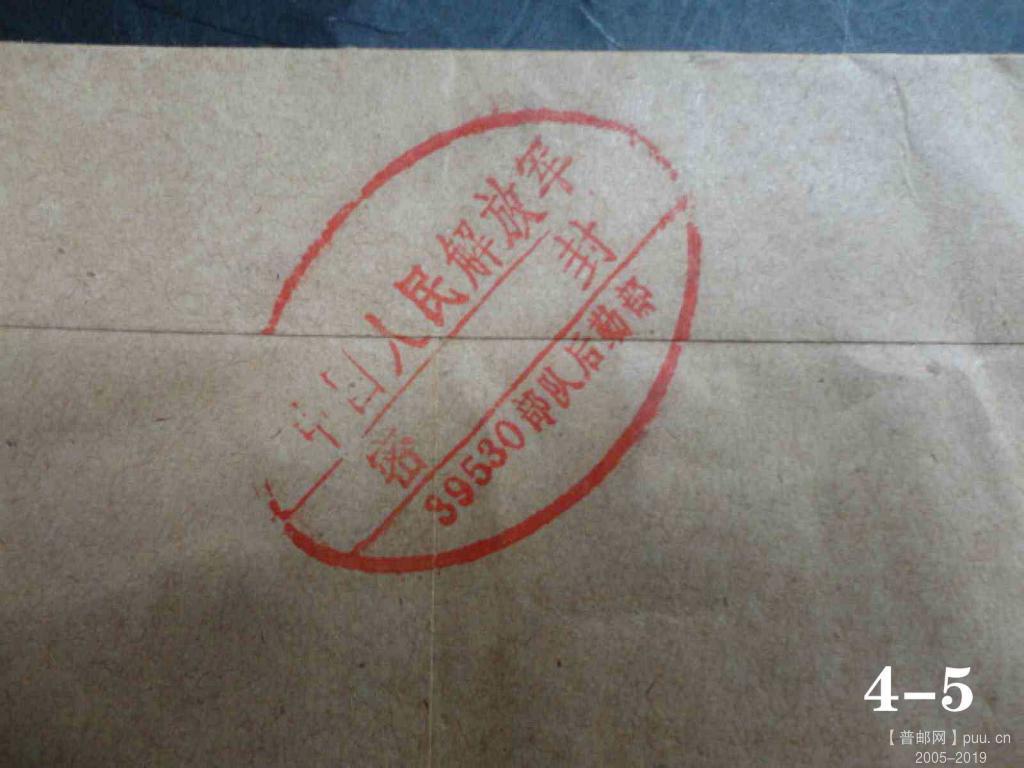 中国人民解放军
密 封
39530部队后勤部
4-5
【普邮网】puu.cn
2005-2019